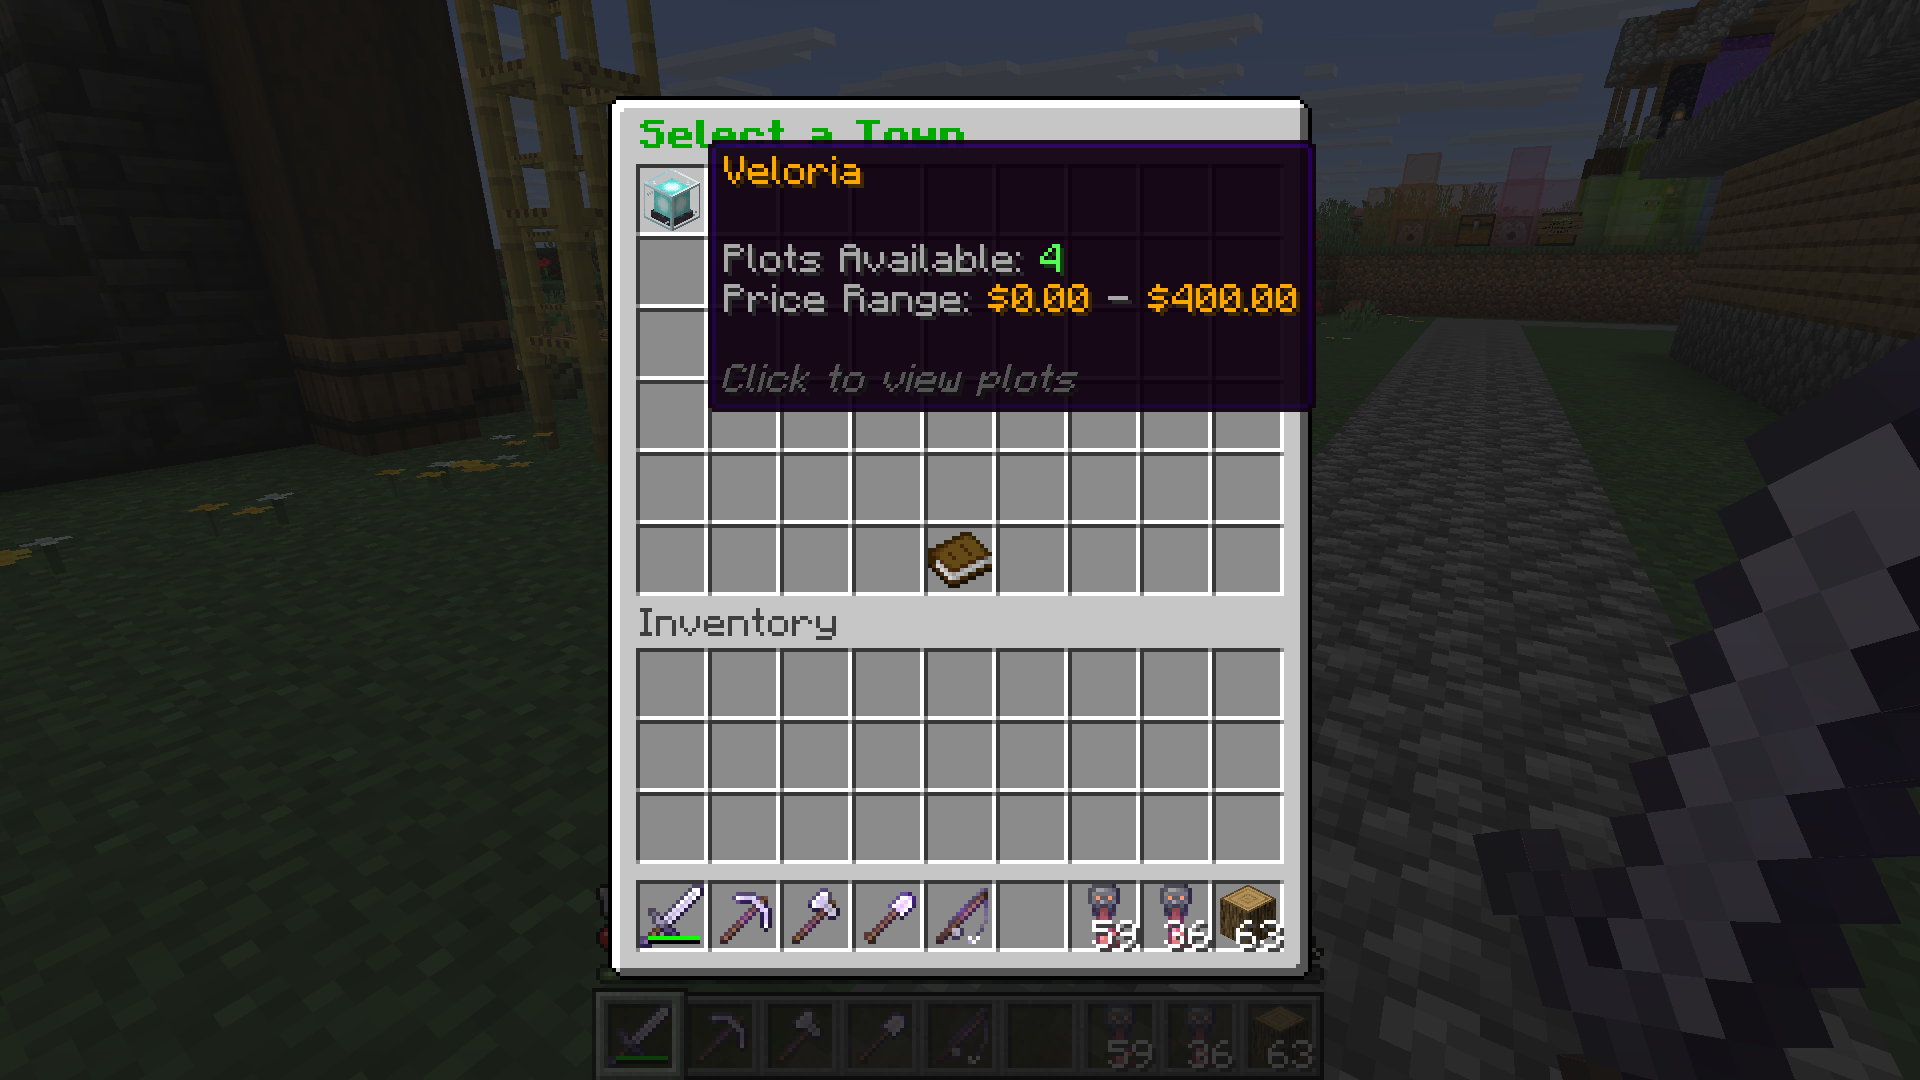 Select a Town
Veloria
Plots Available: 4
Price Range: $0.00 - $400.00
Click to view plots
Inventory
59 36 63
59 36 63